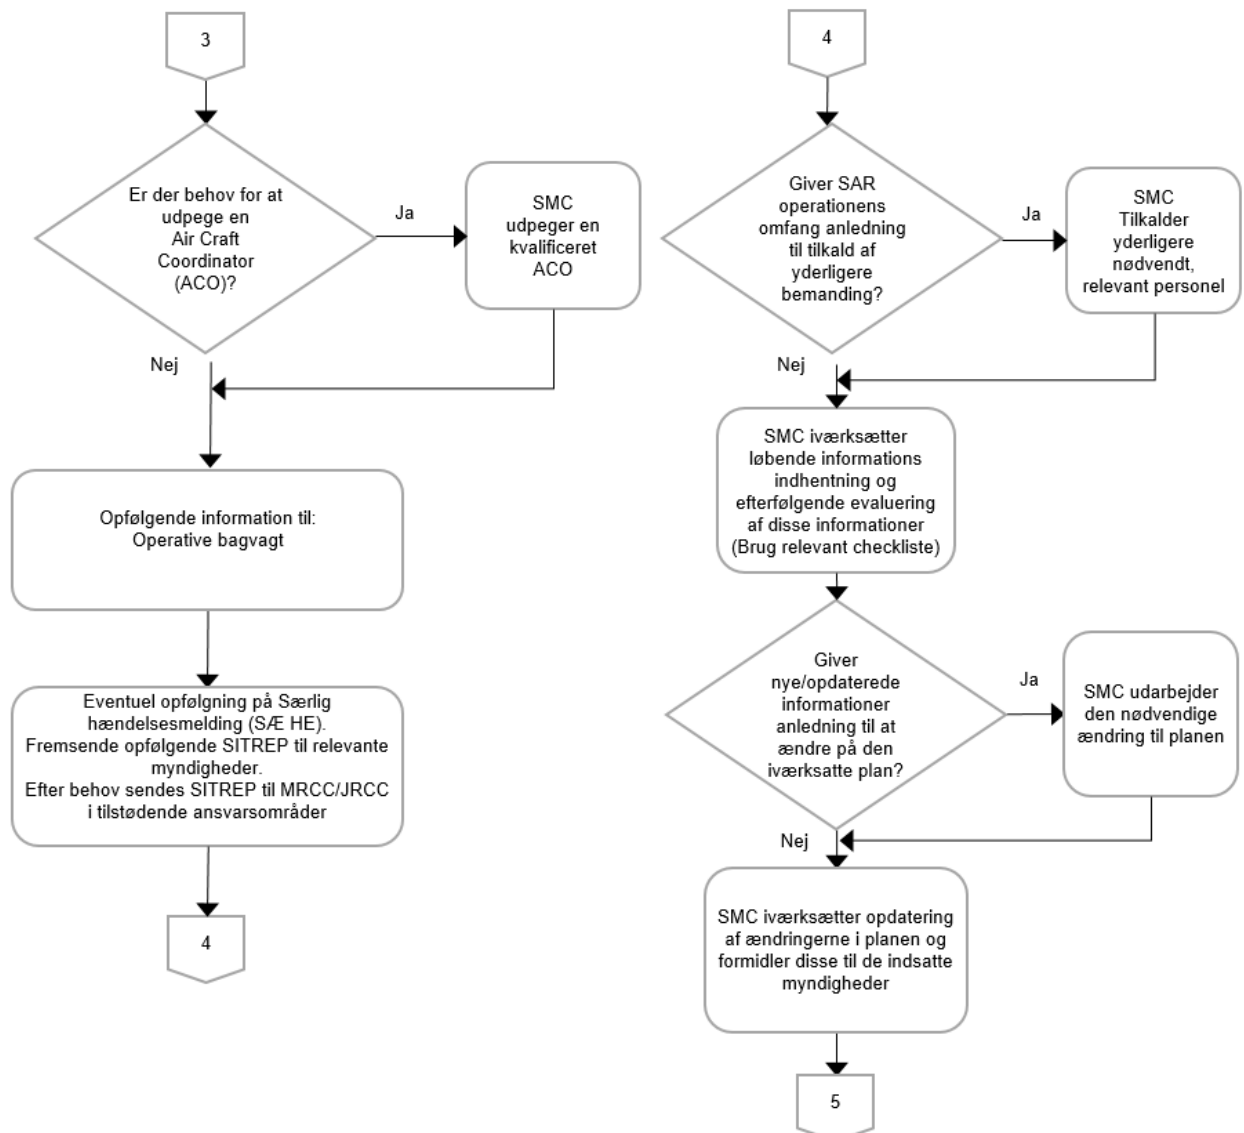 3
Er der behov for at
udpege en
Air Craft
Coordinator
(ACO)?
Ja
SMC
udpeger en
kvalificeret
ACO
Nej
Opfølgende information til:
Operative bagvagt
Eventuel opfølgning på Særlig
hændelsesmelding (SÆ HE).
Fremsende opfølgende SITREP til relevante
myndigheder.
Efter behov sendes SITREP til MRCC/JRCC
i tilstødende ansvarsområder
4
4
Giver SAR
operationens
omfang anledning
til tilkald af
yderligere
bemanding?
Ja
SMC
Tilkalder
yderligere
nødvendt,
relevant personel
Nej
SMC iværksætter
løbende informations
indhentning og
efterfølgende evaluering
af disse informationer
(Brug relevant checkliste)
Giver
nye/opdaterede
informationer
anledning til at
ændre på den
iværksatte plan?
Ja
SMC udarbejder
den nødvendige
ændring til planen
Nej
SMC iværksætter opdatering
af ændringerne i planen og
formidler disse til de indsatte
myndigheder
5